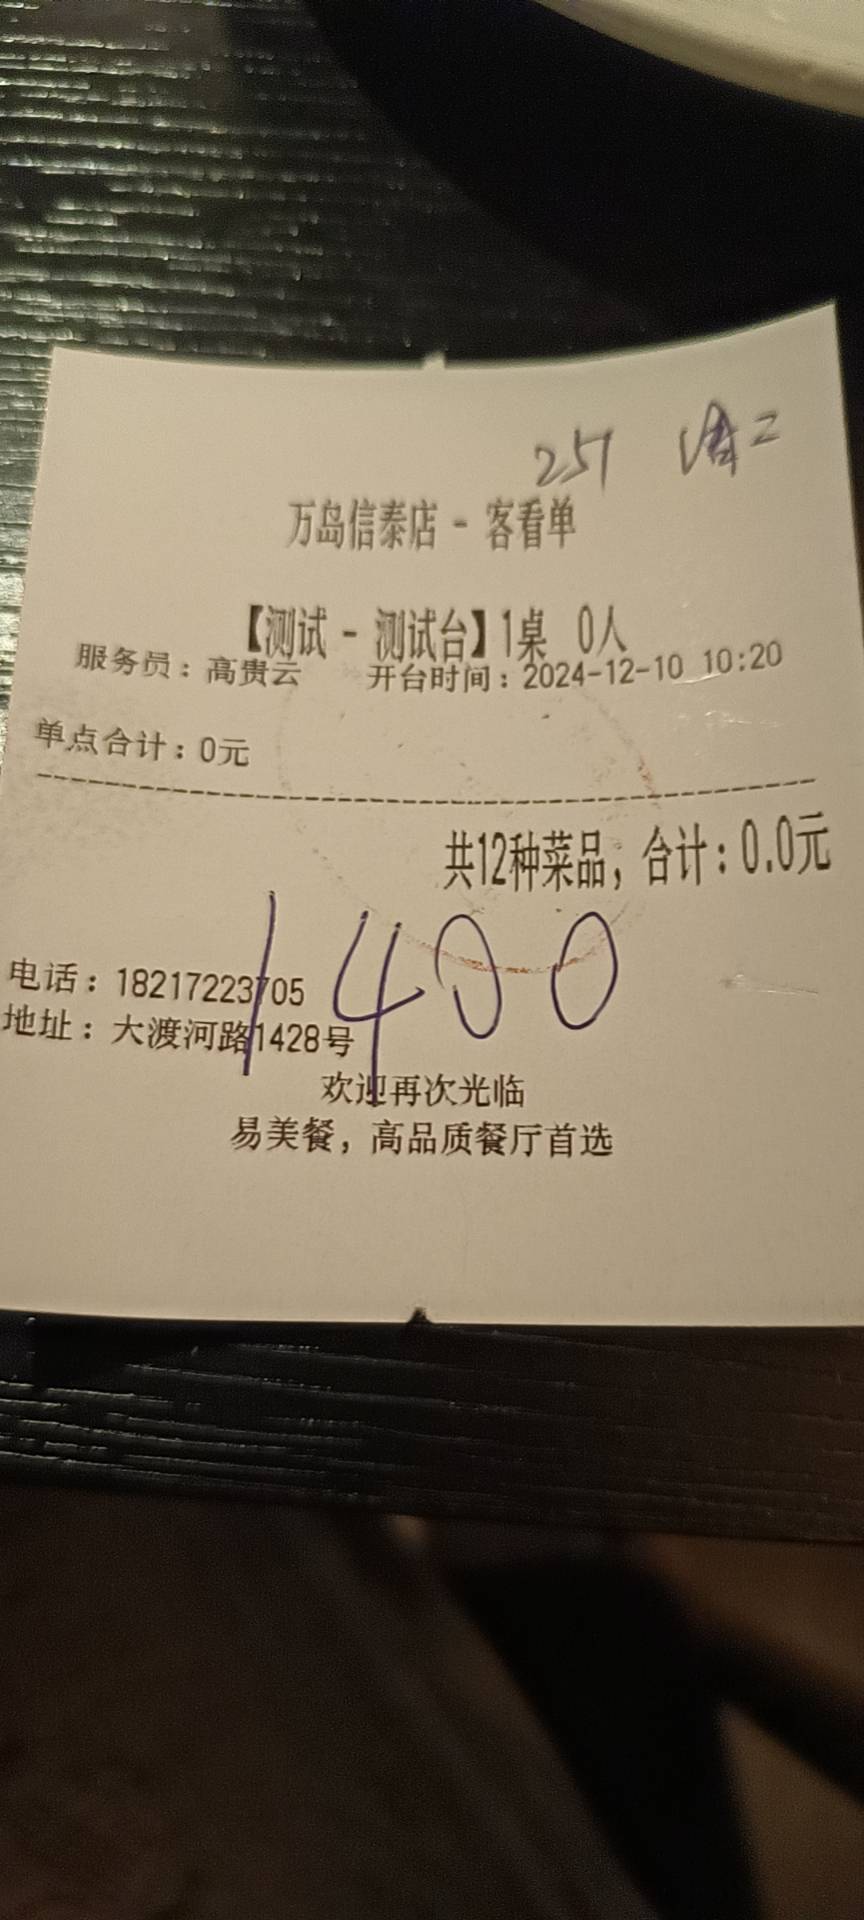 251 清二
万岛信泰店 - 客看单
【测试 - 测试台】1桌 0人
服务员：高贵云 开台时间：2024-12-10 10:20
单点合计：0元
共12种菜品，合计：0.0元
1400
电话：18217223705
地址：大渡河路1428号
欢迎再次光临
易美餐，高品质餐厅首选